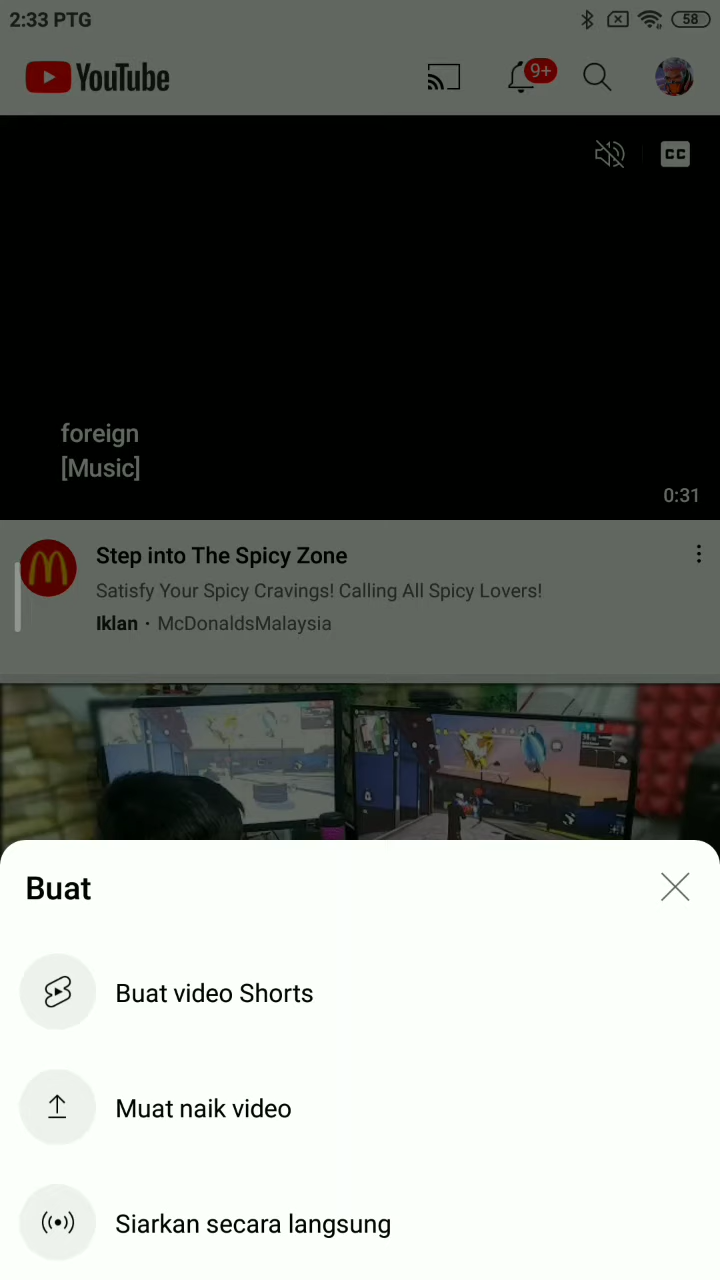 2:33 PTG
58
YouTube
9+
CC
foreign
[Music]
0:31
Step into The Spicy Zone
Satisfy Your Spicy Cravings! Calling All Spicy Lovers!
Iklan · McDonaldsMalaysia
Buat
Buat video Shorts
Muat naik video
Siarkan secara langsung